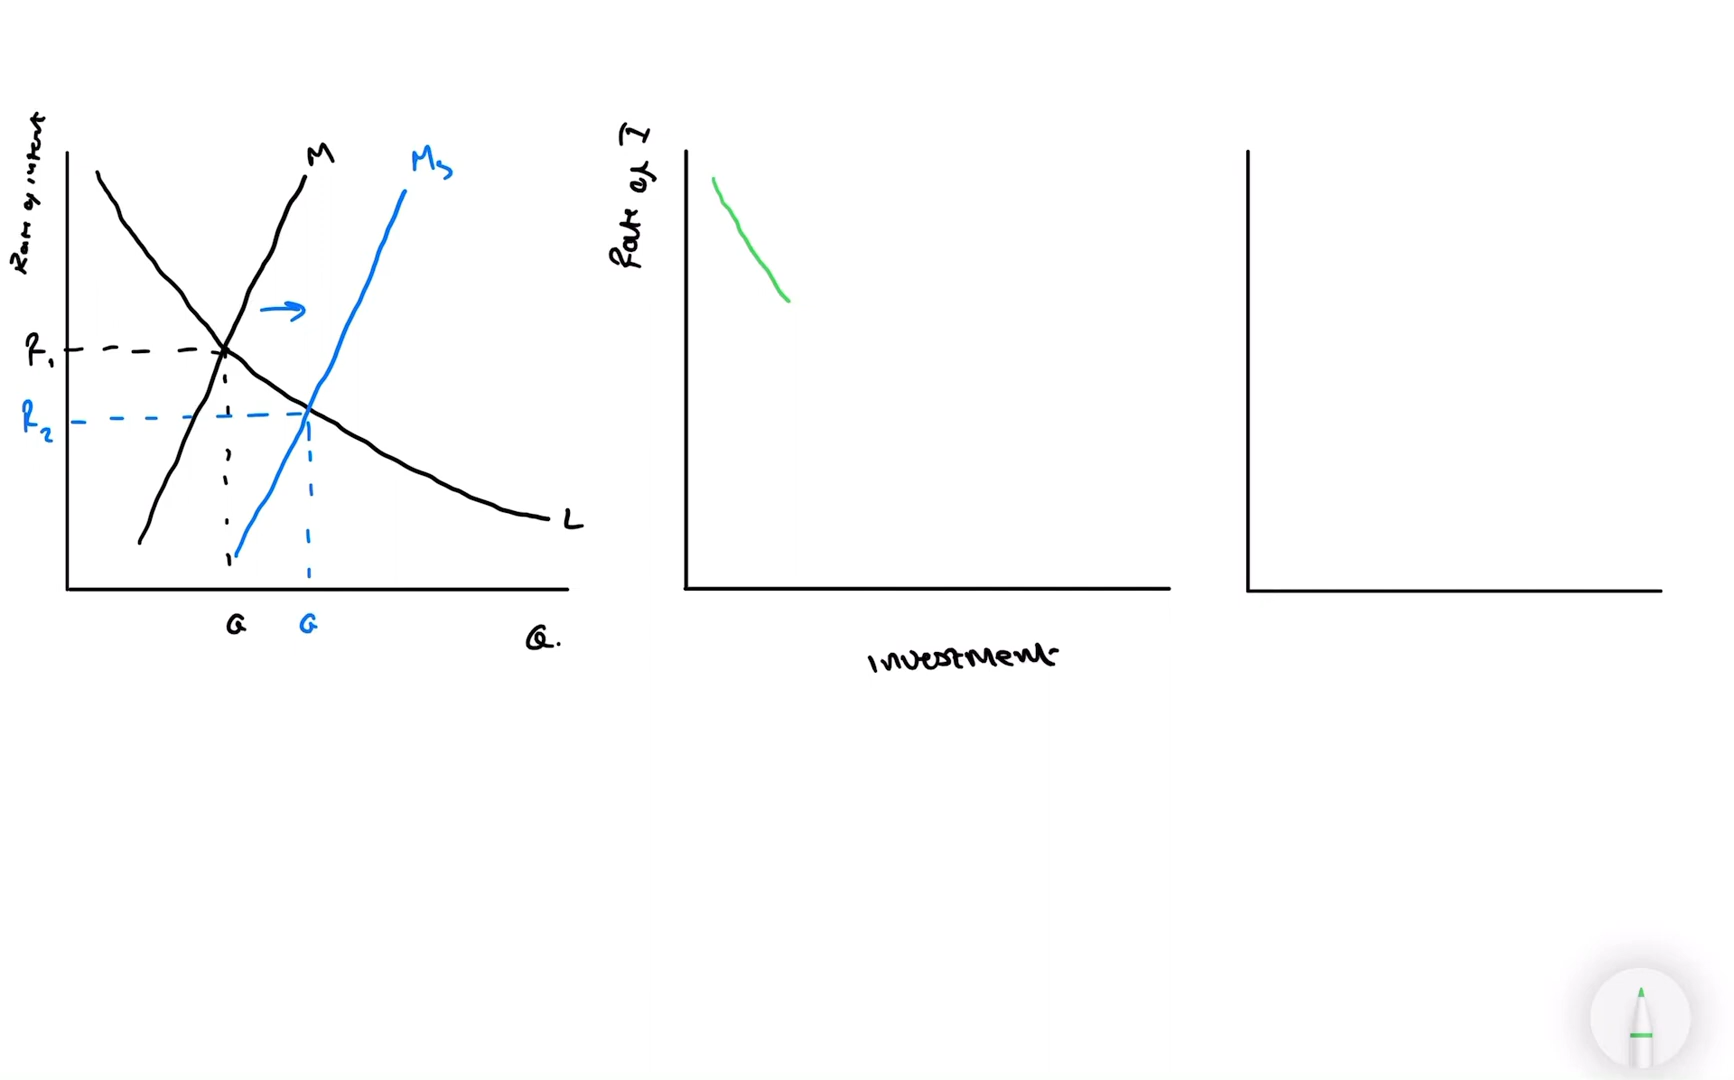 Rate of interest
M
Ms
R1
R2
L
Q
Q
Q.
Rate of I
investment